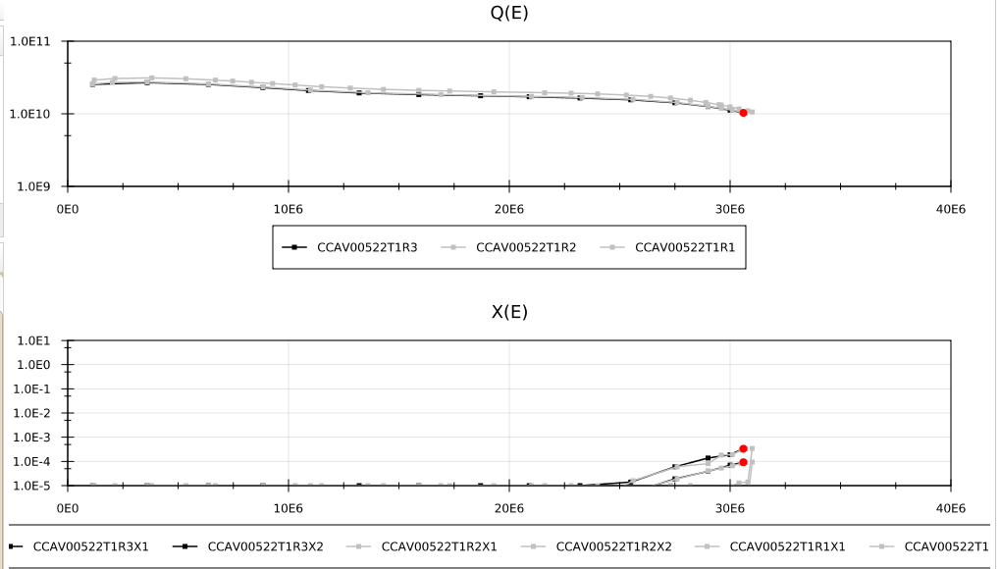 Q(E)
1.0E11
1.0E10
1.0E9
0E0 10E6 20E6 30E6 40E6
CCAV00522T1R3 CCAV00522T1R2 CCAV00522T1R1
X(E)
1.0E1
1.0E0
1.0E-1
1.0E-2
1.0E-3
1.0E-4
1.0E-5
0E0 10E6 20E6 30E6 40E6
CCAV00522T1R3X1 CCAV00522T1R3X2 CCAV00522T1R2X1 CCAV00522T1R2X2 CCAV00522T1R1X1 CCAV00522T1